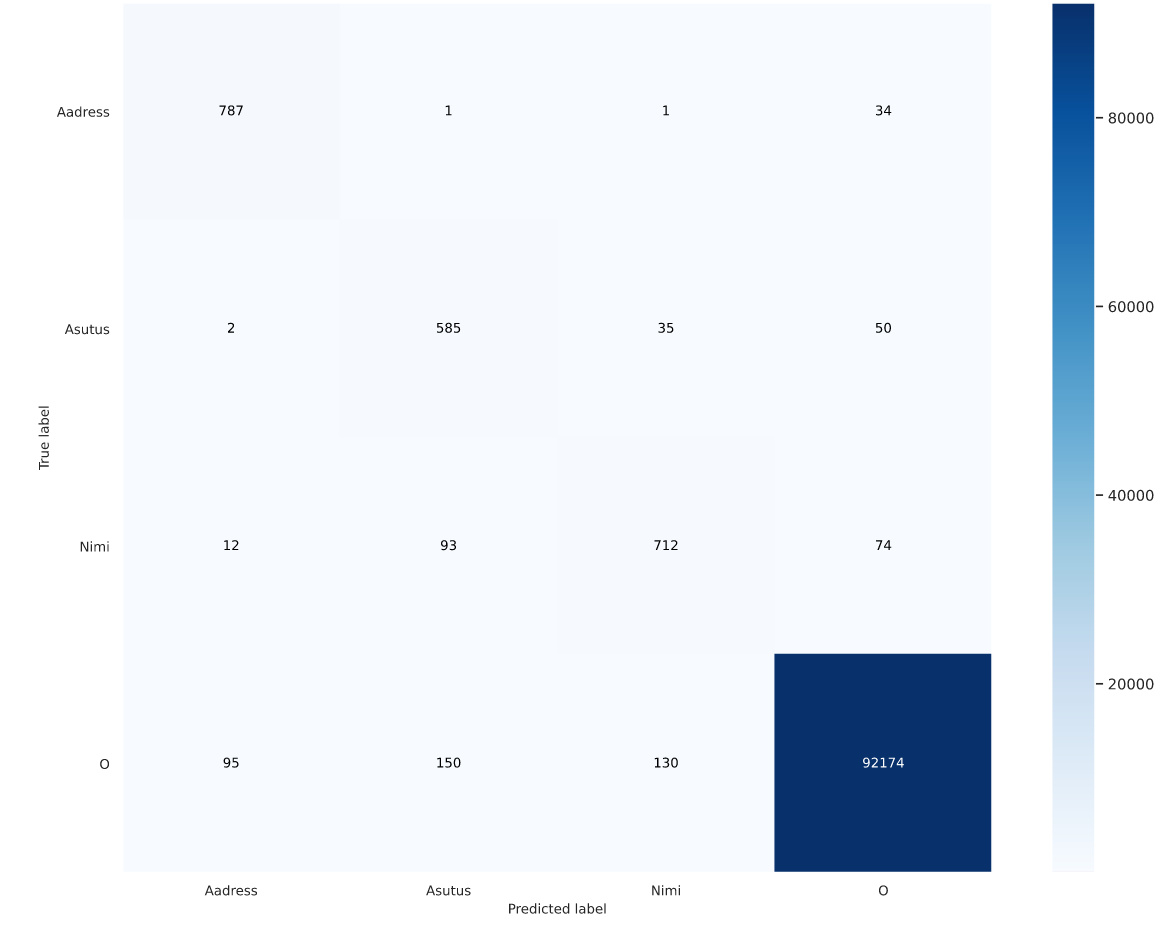 Aadress 787 1 1 34
80000
Asutus 2 585 35 50
60000
True label
40000
Nimi 12 93 712 74
20000
O 95 150 130 92174
Aadress Asutus Nimi O
Predicted label